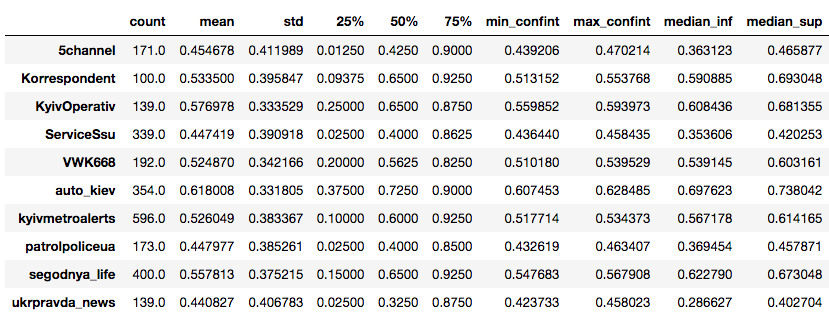 count mean std 25% 50% 75% min_confint max_confint median_inf median_sup
5channel 171.0 0.454678 0.411989 0.01250 0.4250 0.9000 0.439206 0.470214 0.363123 0.465877
Korrespondent 100.0 0.533500 0.395847 0.09375 0.6500 0.9250 0.513152 0.553768 0.590885 0.693048
KyivOperativ 139.0 0.576978 0.333529 0.25000 0.6500 0.8750 0.559852 0.593973 0.608436 0.681355
ServiceSsu 339.0 0.447419 0.390918 0.02500 0.4000 0.8625 0.436440 0.458435 0.353606 0.420253
VWK668 192.0 0.524870 0.342166 0.20000 0.5625 0.8250 0.510180 0.539529 0.539145 0.603161
auto_kiev 354.0 0.618008 0.331805 0.37500 0.7250 0.9000 0.607453 0.628485 0.697623 0.738042
kyivmetroalerts 596.0 0.526049 0.383367 0.10000 0.6000 0.9250 0.517714 0.534373 0.567178 0.614165
patrolpoliceua 173.0 0.447977 0.385261 0.02500 0.4000 0.8500 0.432619 0.463407 0.369454 0.457871
segodnya_life 400.0 0.557813 0.375215 0.15000 0.6500 0.9250 0.547683 0.567908 0.622790 0.673048
ukrpravda_news 139.0 0.440827 0.406783 0.02500 0.3250 0.8750 0.423733 0.458023 0.286627 0.402704